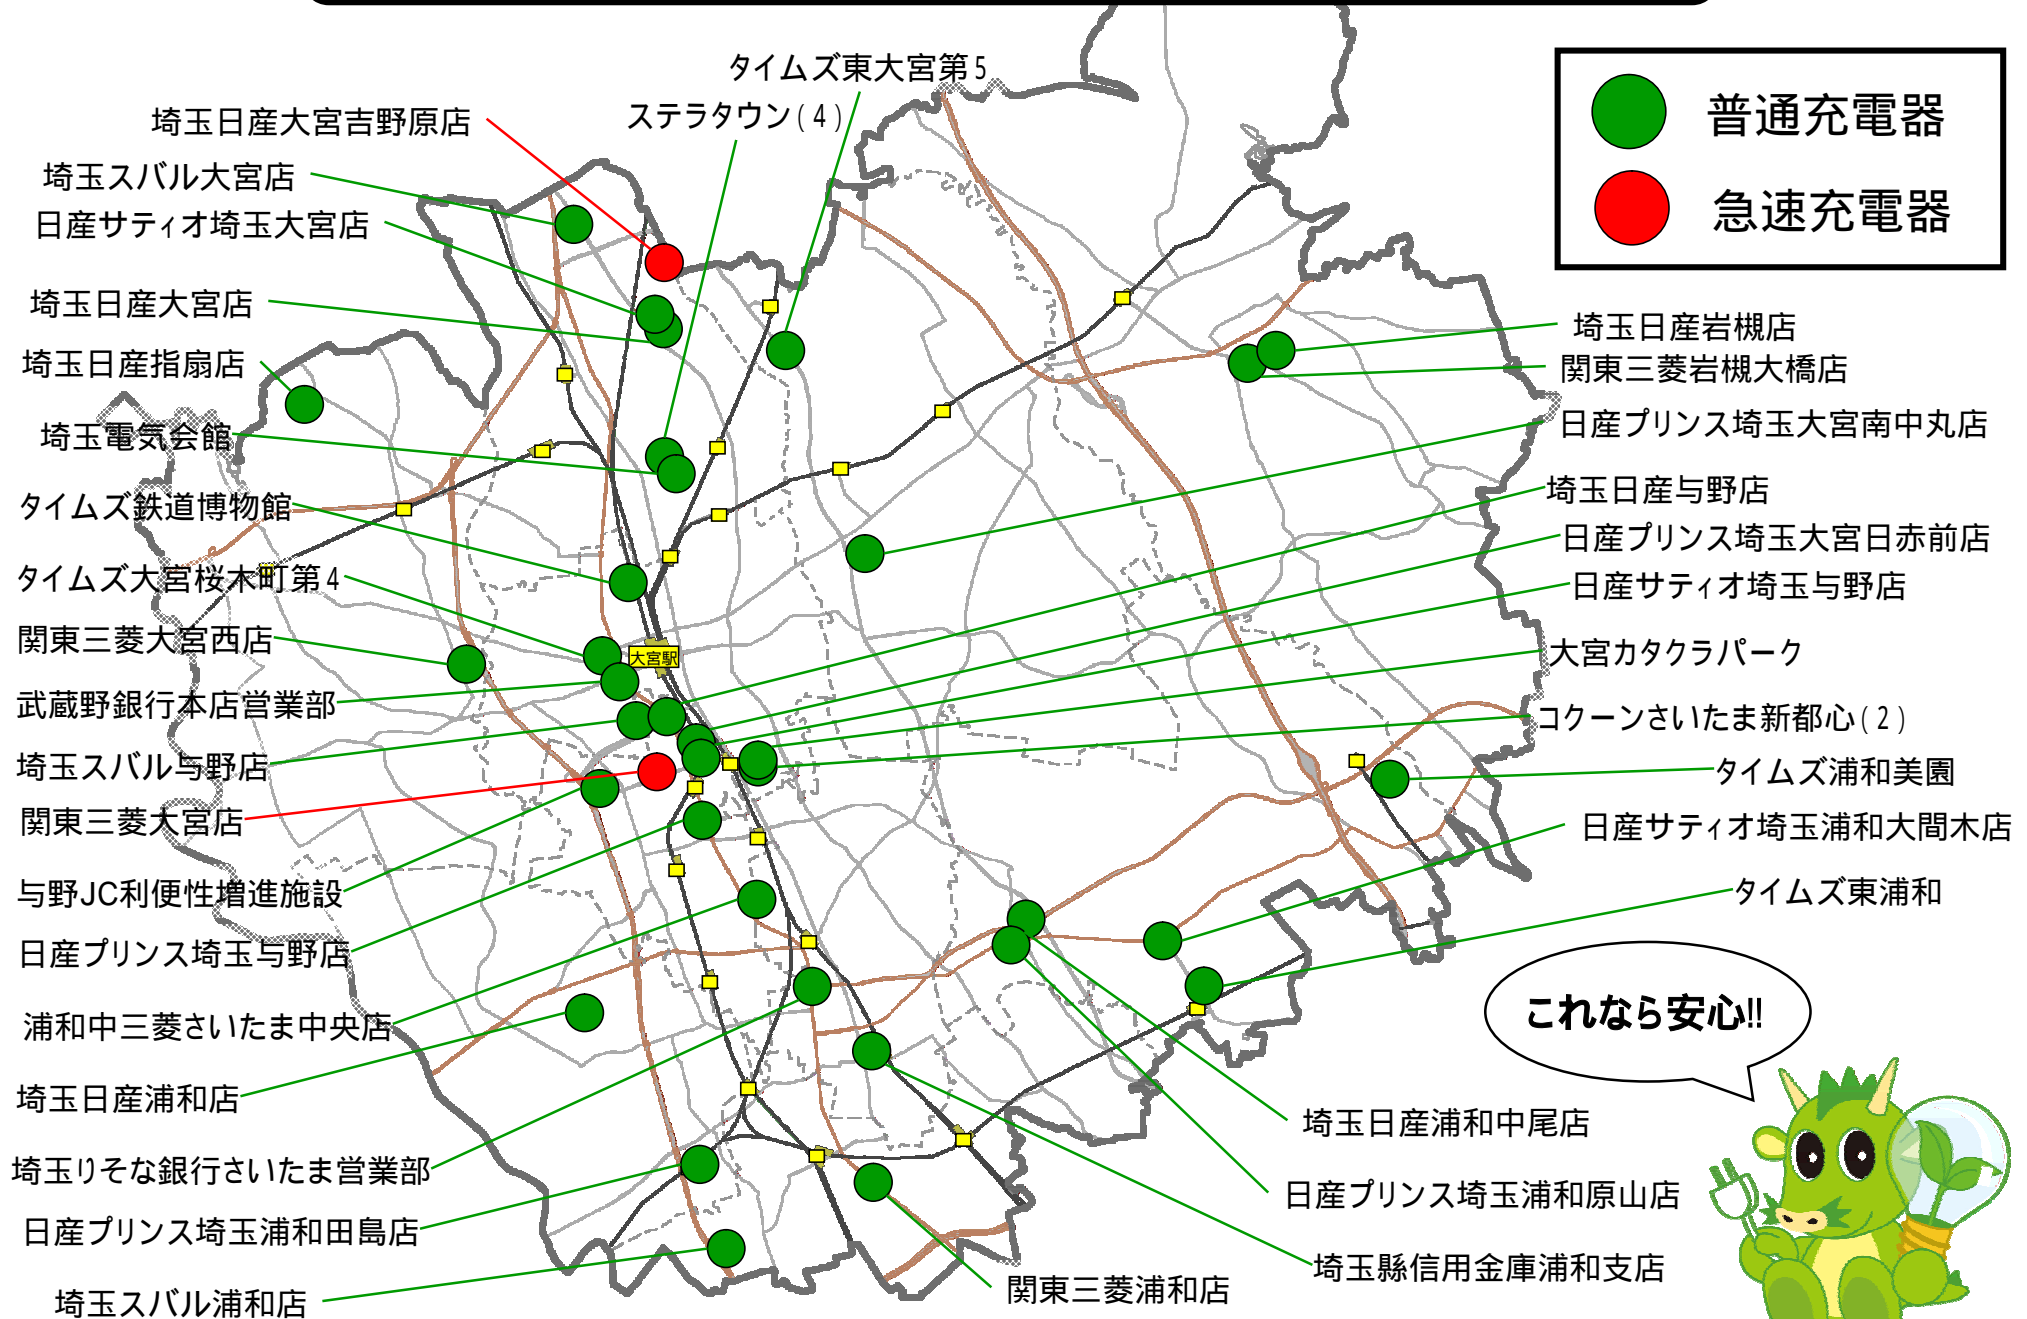 タイムズ東大宮第5
ステラタウン(4)
埼玉日産大宮吉野原店
埼玉スバル大宮店
日産サティオ埼玉大宮店
埼玉日産大宮店
埼玉日産指扇店
埼玉電気会館
タイムズ鉄道博物館
タイムズ大宮桜木町第4
関東三菱大宮西店
武蔵野銀行本店営業部
埼玉スバル与野店
関東三菱大宮店
与野JC利便性増進施設
日産プリンス埼玉与野店
浦和中三菱さいたま中央店
埼玉日産浦和店
埼玉りそな銀行さいたま営業部
日産プリンス埼玉浦和田島店
埼玉スバル浦和店
大宮駅
普通充電器
急速充電器
埼玉日産岩槻店
関東三菱岩槻大橋店
日産プリンス埼玉大宮南中丸店
埼玉日産与野店
日産プリンス埼玉大宮日赤前店
日産サティオ埼玉与野店
大宮カタクラパーク
コクーンさいたま新都心(2)
タイムズ浦和美園
日産サティオ埼玉浦和大間木店
タイムズ東浦和
これなら安心!!
埼玉日産浦和中尾店
日産プリンス埼玉浦和原山店
埼玉縣信用金庫浦和支店
関東三菱浦和店